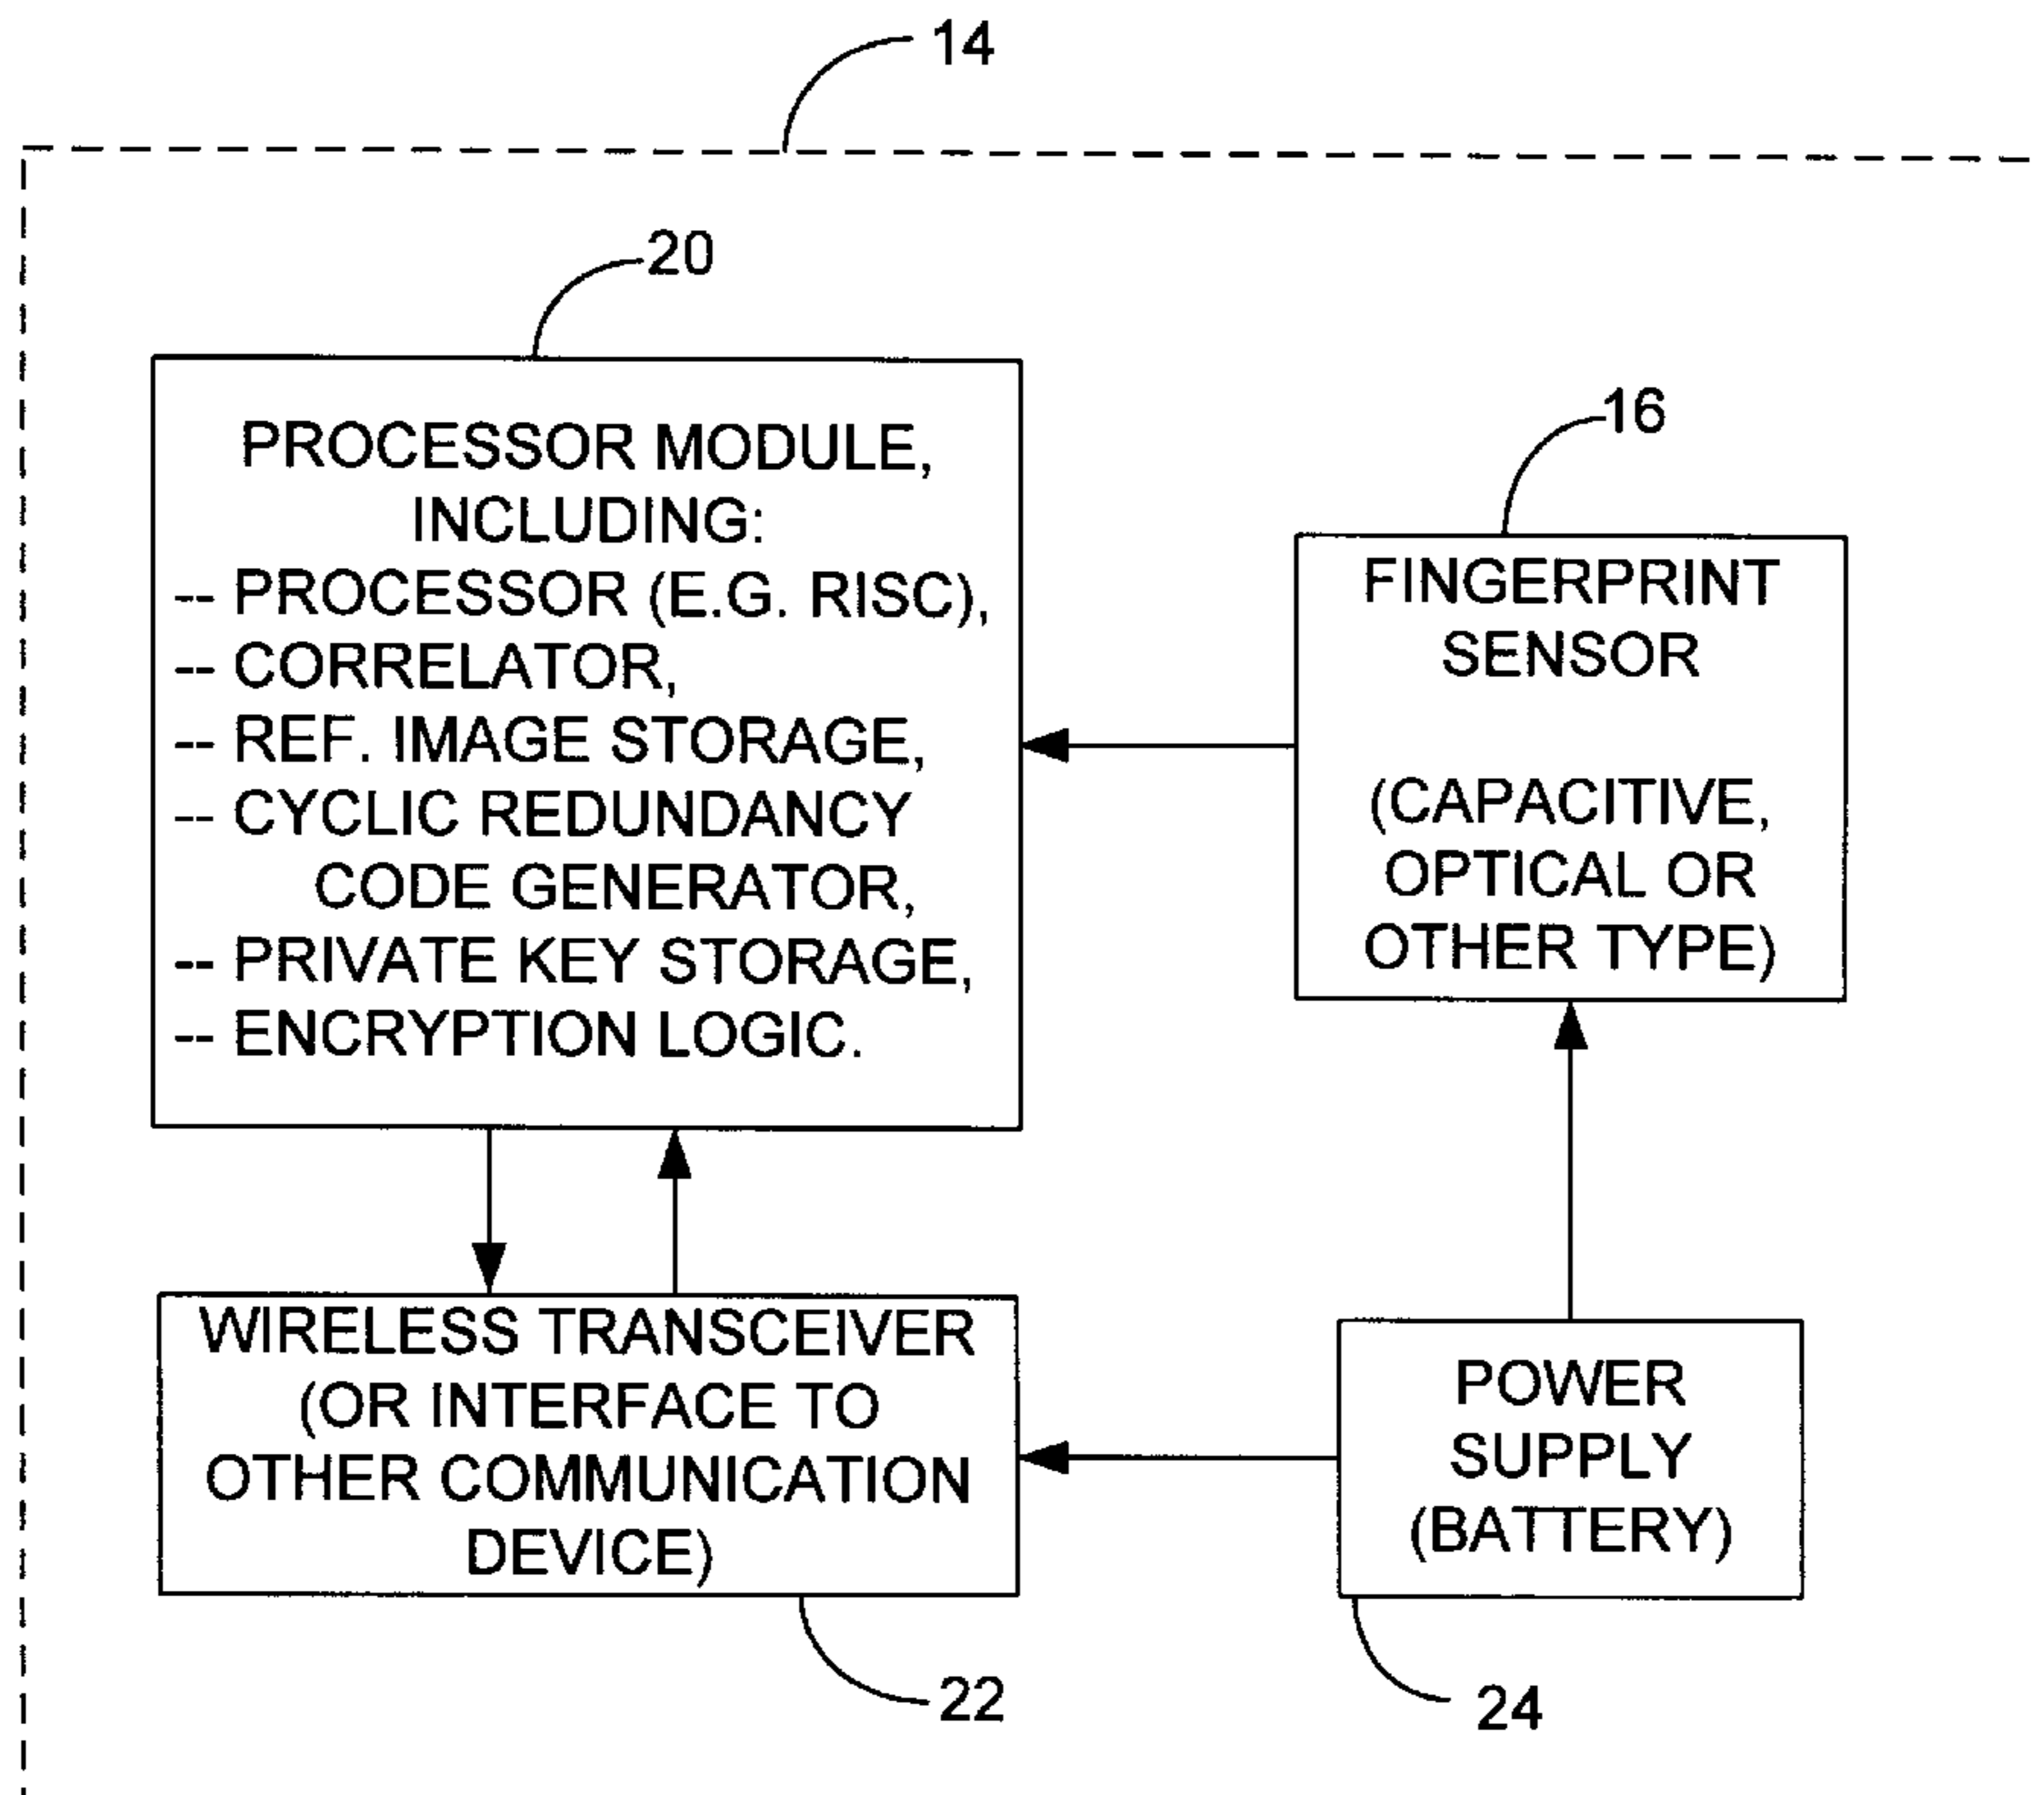 14
20
PROCESSOR MODULE,
INCLUDING:
-- PROCESSOR (E.G. RISC),
-- CORRELATOR,
-- REF. IMAGE STORAGE,
-- CYCLIC REDUNDANCY
CODE GENERATOR,
-- PRIVATE KEY STORAGE,
-- ENCRYPTION LOGIC.
16
FINGERPRINT
SENSOR
(CAPACITIVE,
OPTICAL OR
OTHER TYPE)
WIRELESS TRANSCEIVER
(OR INTERFACE TO
OTHER COMMUNICATION
DEVICE)
22
POWER
SUPPLY
(BATTERY)
24